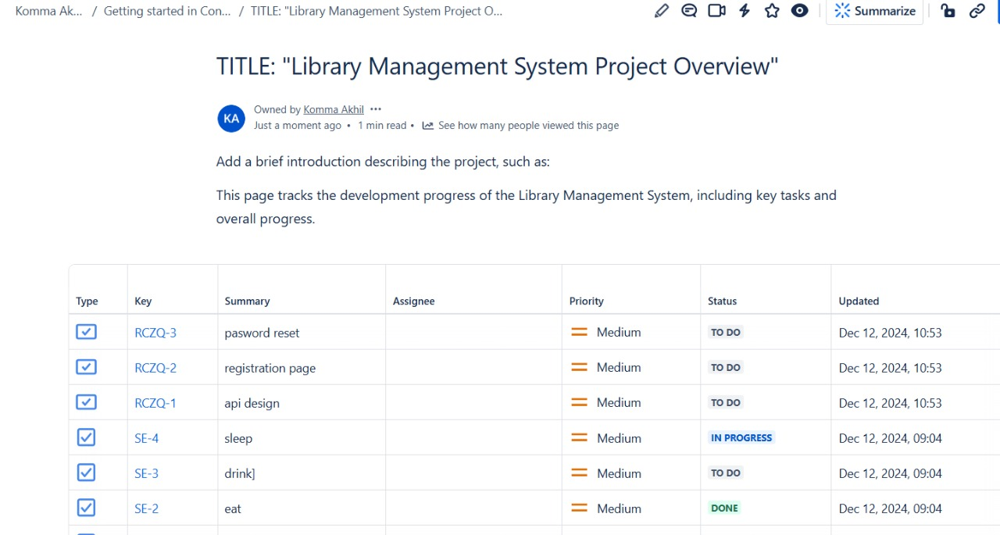 Komma Ak... / Getting started in Con... / TITLE: "Library Management System Project O... Summarize
TITLE: "Library Management System Project Overview"
KA
Owned by Komma Akhil •••
Just a moment ago • 1 min read • See how many people viewed this page
Add a brief introduction describing the project, such as:
This page tracks the development progress of the Library Management System, including key tasks and
overall progress.
Type Key Summary Assignee Priority Status Updated
RCZQ-3 pasword reset Medium TO DO Dec 12, 2024, 10:53
RCZQ-2 registration page Medium TO DO Dec 12, 2024, 10:53
RCZQ-1 api design Medium TO DO Dec 12, 2024, 10:53
SE-4 sleep Medium IN PROGRESS Dec 12, 2024, 09:04
SE-3 drink] Medium TO DO Dec 12, 2024, 09:04
SE-2 eat Medium DONE Dec 12, 2024, 09:04